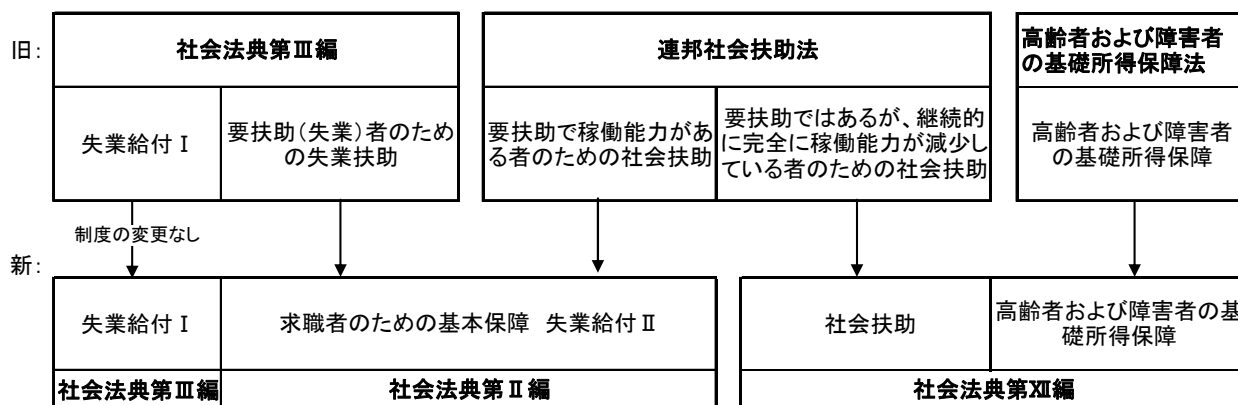 旧：
社会法典第Ⅲ編
連邦社会扶助法
高齢者および障害者
の基礎所得保障法
失業給付Ⅰ
要扶助（失業）者のため
の失業扶助
要扶助で稼働能力があ
る者のための社会扶助
要扶助ではあるが、継続的
に完全に稼働能力が減少し
ている者のための社会扶助
高齢者および障害者
の基礎所得保障
制度の変更なし
新：
失業給付Ⅰ
求職者のための基本保障 失業給付Ⅱ
社会扶助
高齢者および障害者の基
礎所得保障
社会法典第Ⅲ編
社会法典第Ⅱ編
社会法典第Ⅻ編